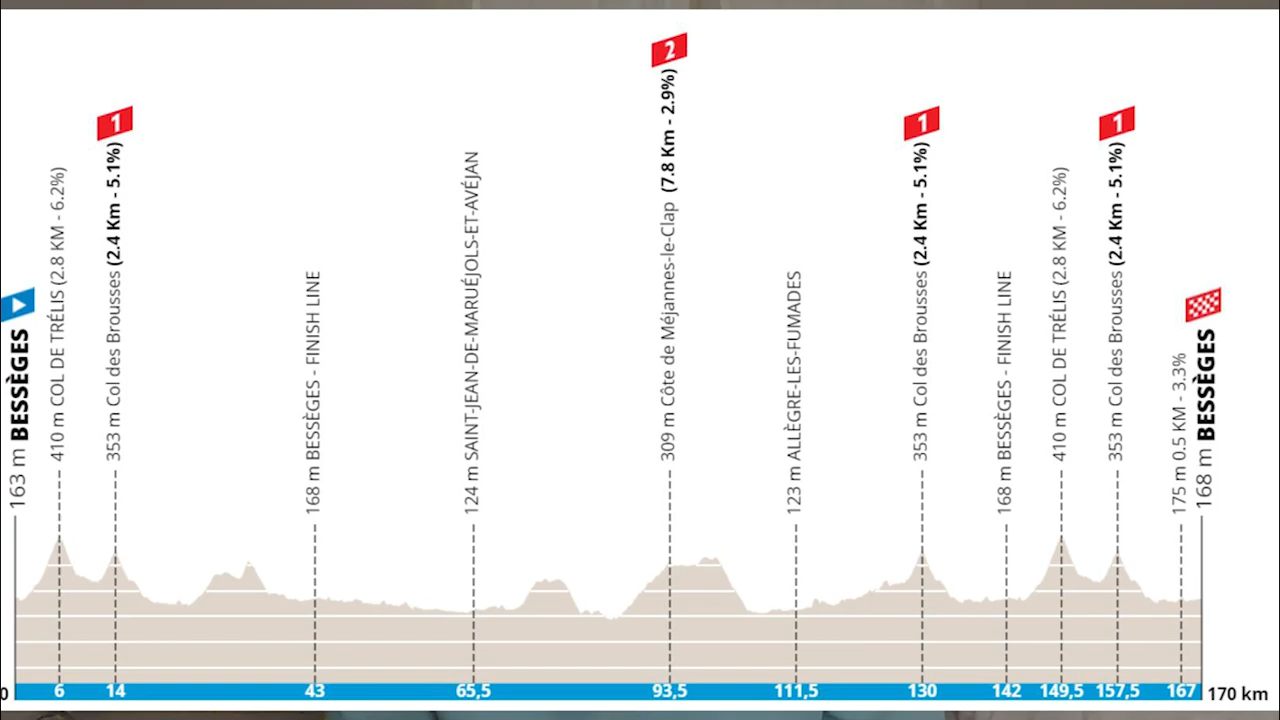 163 m BESSÈGES
410 m COL DE TRÉLIS (2.8 KM - 6.2%)
1
353 m Col des Brousses (2.4 Km - 5.1%)
168 m BESSÈGES - FINISH LINE
124 m SAINT-JEAN-DE-MARUÉJOLS-ET-AVÉJAN
2
309 m Côte de Méjannes-le-Clap (7.8 Km - 2.9%)
123 m ALLÈGRE-LES-FUMADES
1
353 m Col des Brousses (2.4 Km - 5.1%)
168 m BESSÈGES - FINISH LINE
410 m COL DE TRÉLIS (2.8 KM - 6.2%)
1
353 m Col des Brousses (2.4 Km - 5.1%)
175 m 0.5 KM - 3.3%
168 m BESSÈGES
0 6 14 43 65,5 93,5 111,5 130 142 149,5 157,5 167 170 km